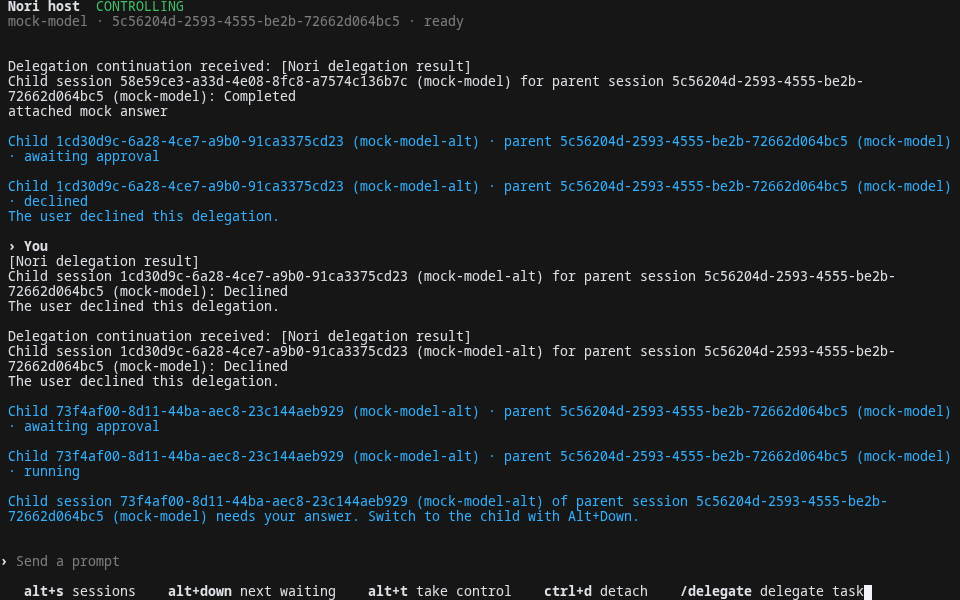 Nori host  CONTROLLING
mock-model · 5c56204d-2593-4555-be2b-72662d064bc5 · ready
Delegation continuation received: [Nori delegation result]
Child session 58e59ce3-a33d-4e08-8fc8-a7574c136b7c (mock-model) for parent session 5c56204d-2593-4555-be2b-
72662d064bc5 (mock-model): Completed
attached mock answer
Child 1cd30d9c-6a28-4ce7-a9b0-91ca3375cd23 (mock-model-alt) · parent 5c56204d-2593-4555-be2b-72662d064bc5 (mock-model)
· awaiting approval
Child 1cd30d9c-6a28-4ce7-a9b0-91ca3375cd23 (mock-model-alt) · parent 5c56204d-2593-4555-be2b-72662d064bc5 (mock-model)
· declined
The user declined this delegation.
› You
[Nori delegation result]
Child session 1cd30d9c-6a28-4ce7-a9b0-91ca3375cd23 (mock-model-alt) for parent session 5c56204d-2593-4555-be2b-
72662d064bc5 (mock-model): Declined
The user declined this delegation.
Delegation continuation received: [Nori delegation result]
Child session 1cd30d9c-6a28-4ce7-a9b0-91ca3375cd23 (mock-model-alt) for parent session 5c56204d-2593-4555-be2b-
72662d064bc5 (mock-model): Declined
The user declined this delegation.
Child 73f4af00-8d11-44ba-aec8-23c144aeb929 (mock-model-alt) · parent 5c56204d-2593-4555-be2b-72662d064bc5 (mock-model)
· awaiting approval
Child 73f4af00-8d11-44ba-aec8-23c144aeb929 (mock-model-alt) · parent 5c56204d-2593-4555-be2b-72662d064bc5 (mock-model)
· running
Child session 73f4af00-8d11-44ba-aec8-23c144aeb929 (mock-model-alt) of parent session 5c56204d-2593-4555-be2b-
72662d064bc5 (mock-model) needs your answer. Switch to the child with Alt+Down.
› Send a prompt
alt+s sessions    alt+down next waiting    alt+t take control    ctrl+d detach    /delegate delegate task